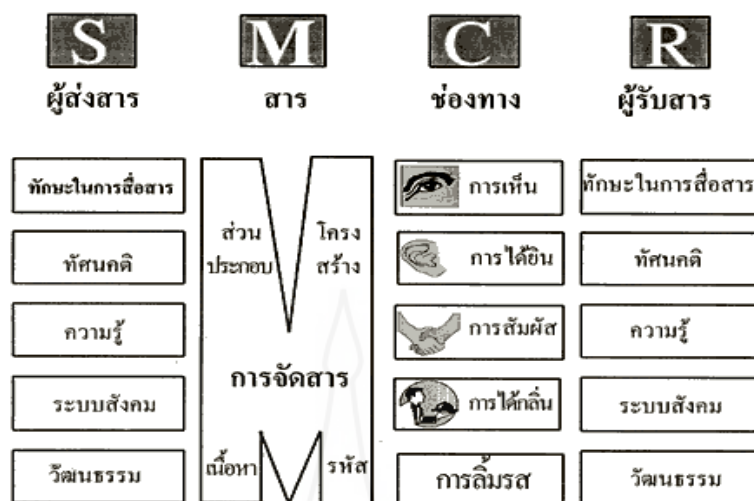 S M C R
ผู้ส่งสาร สาร ช่องทาง ผู้รับสาร
ทักษะในการสื่อสาร
ทัศนคติ
ความรู้
ระบบสังคม
วัฒนธรรม
ส่วน
ประกอบ
โครง
สร้าง
การจัดสาร
เนื้อหา
รหัส
การเห็น
การได้ยิน
การสัมผัส
การได้กลิ่น
การลิ้มรส
ทักษะในการสื่อสาร
ทัศนคติ
ความรู้
ระบบสังคม
วัฒนธรรม